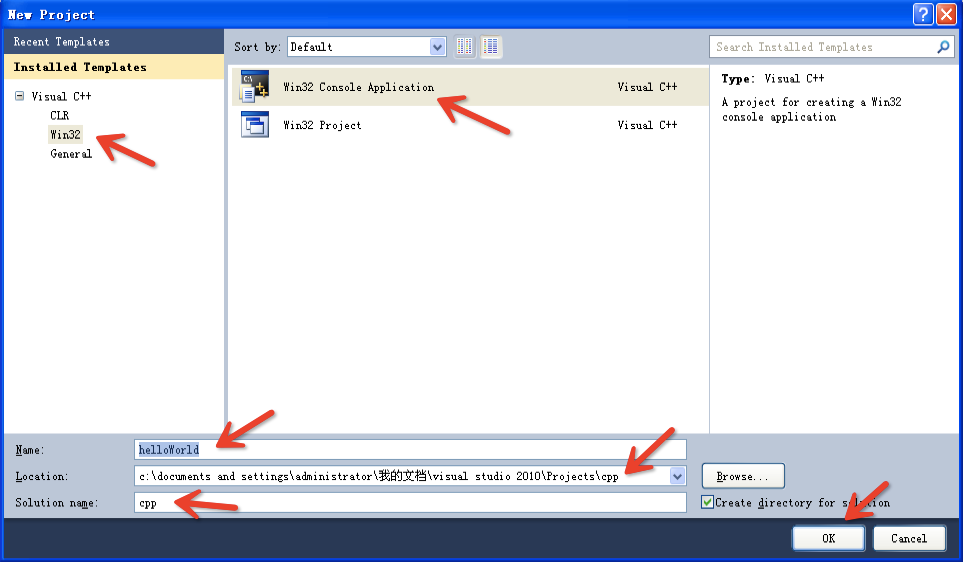 New Project
Recent Templates
Installed Templates
Visual C++
CLR
Win32
General
Sort by: Default
Search Installed Templates
Win32 Console Application Visual C++
Win32 Project Visual C++
Type: Visual C++
A project for creating a Win32
console application
Name: helloWorld
Location: c:\documents and settings\administrator\我的文档\visual studio 2010\Projects\cpp
Browse...
Solution name: cpp
Create directory for solution
OK
Cancel